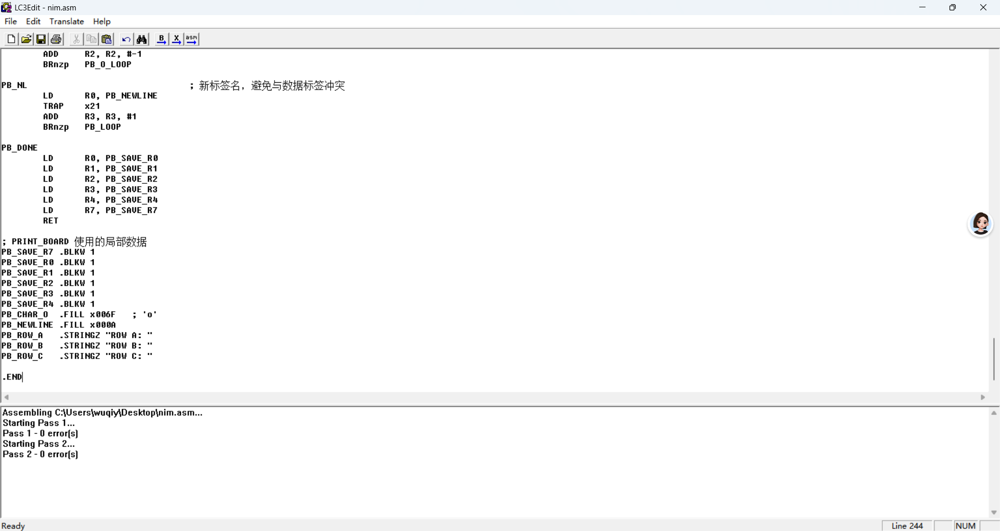 LC3Edit - nim.asm
File Edit Translate Help
B X asm
ADD R2, R2, #-1
BRnzp PB_O_LOOP
PB_NL ; 新标签名，避免与数据标签冲突
LD R0, PB_NEWLINE
TRAP x21
ADD R3, R3, #1
BRnzp PB_LOOP
PB_DONE
LD R0, PB_SAVE_R0
LD R1, PB_SAVE_R1
LD R2, PB_SAVE_R2
LD R3, PB_SAVE_R3
LD R4, PB_SAVE_R4
LD R7, PB_SAVE_R7
RET
; PRINT_BOARD 使用的局部数据
PB_SAVE_R7 .BLKW 1
PB_SAVE_R0 .BLKW 1
PB_SAVE_R1 .BLKW 1
PB_SAVE_R2 .BLKW 1
PB_SAVE_R3 .BLKW 1
PB_SAVE_R4 .BLKW 1
PB_CHAR_O .FILL x006F ; 'o'
PB_NEWLINE .FILL x000A
PB_ROW_A .STRINGZ "ROW A: "
PB_ROW_B .STRINGZ "ROW B: "
PB_ROW_C .STRINGZ "ROW C: "
.END
Assembling C:\Users\wuqiy\Desktop\nim.asm...
Starting Pass 1...
Pass 1 - 0 error(s)
Starting Pass 2...
Pass 2 - 0 error(s)
Ready Line 244 NUM